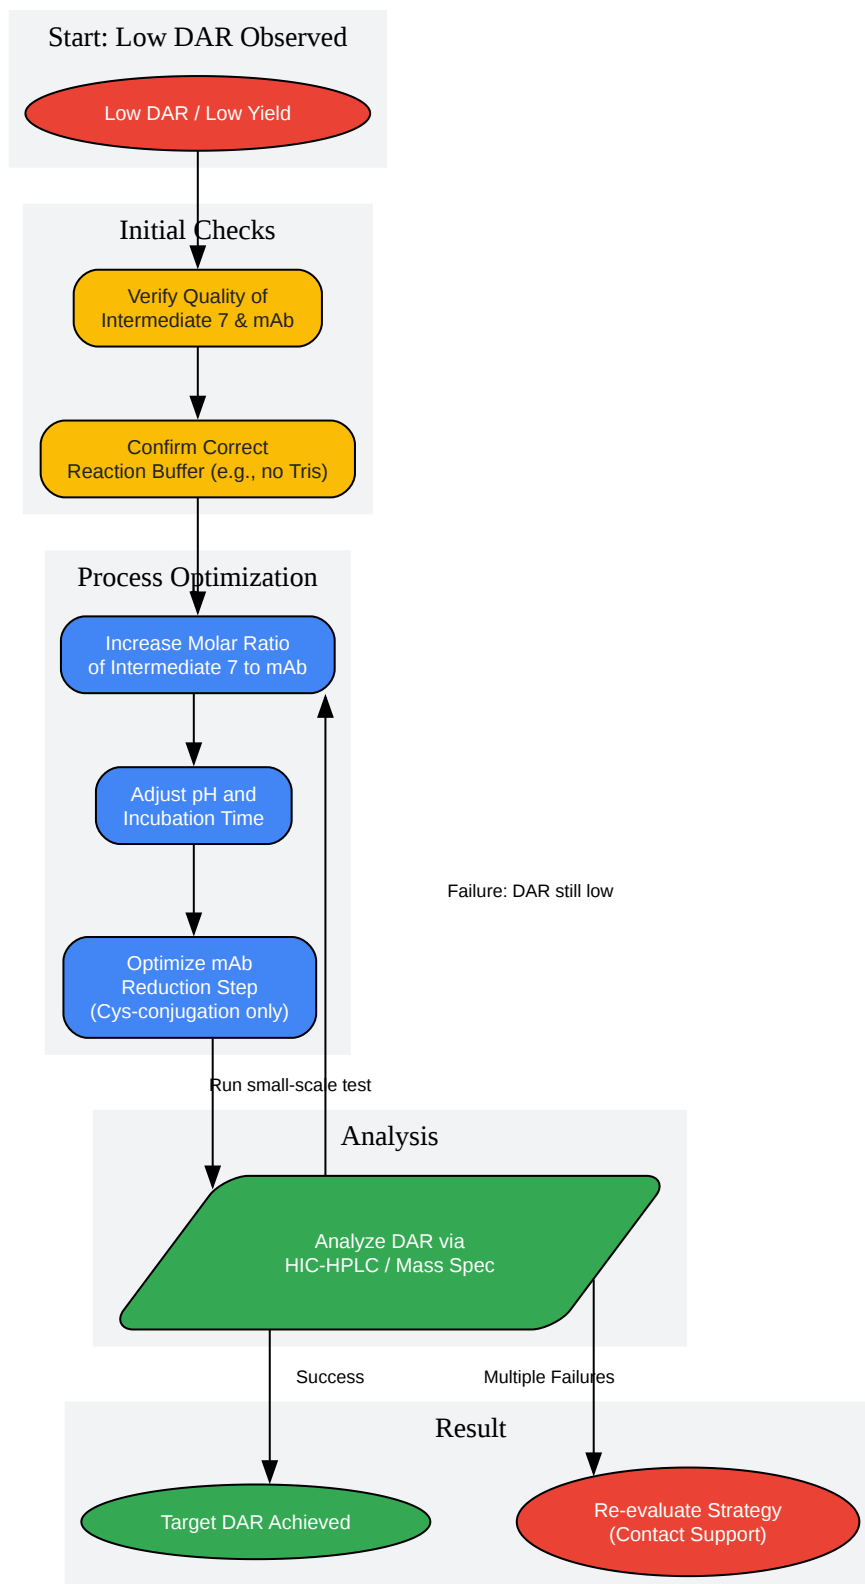 Start: Low DAR Observed
Low DAR / Low Yield
Initial Checks
Verify Quality of
Intermediate 7 & mAb
Confirm Correct
Reaction Buffer (e.g., no Tris)
Process Optimization
Increase Molar Ratio
of Intermediate 7 to mAb
Adjust pH and
Incubation Time
Failure: DAR still low
Optimize mAb
Reduction Step
(Cys-conjugation only)
Run small-scale test
Analysis
Analyze DAR via
HIC-HPLC / Mass Spec
Success
Multiple Failures
Result
Target DAR Achieved
Re-evaluate Strategy
(Contact Support)